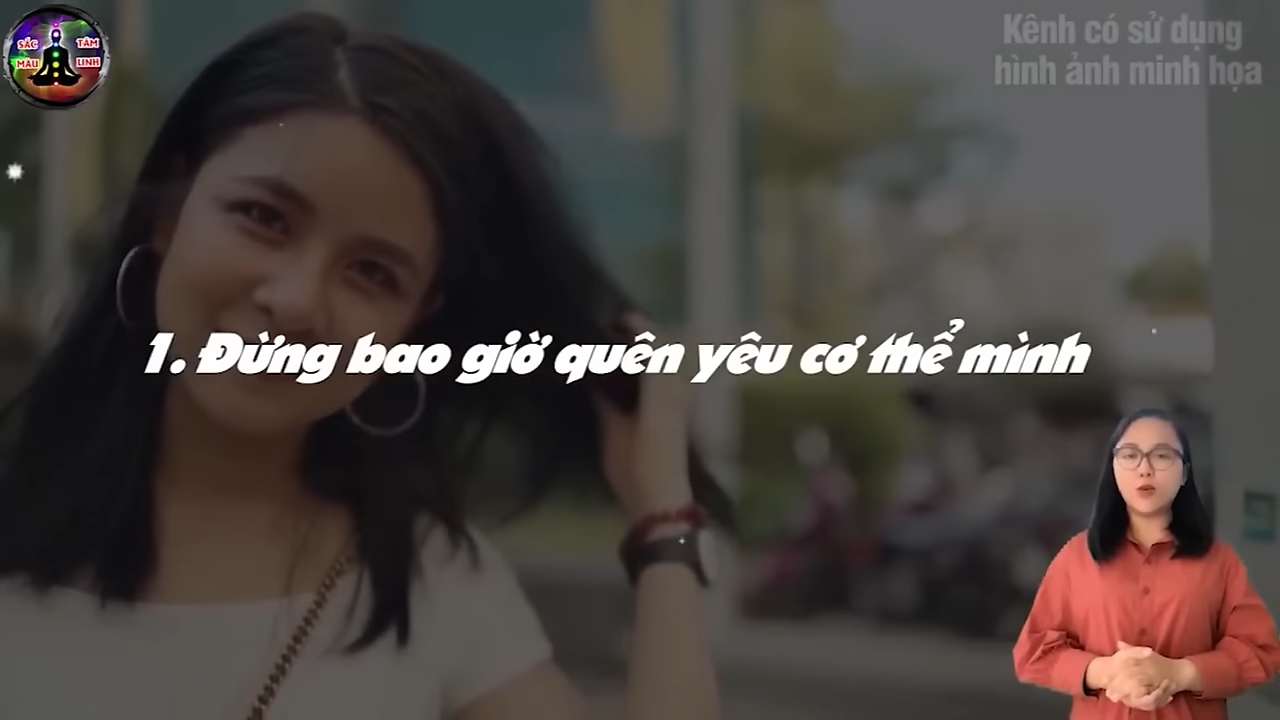 SẮC TÂM
MÀU LINH
Kênh có sử dụng
hình ảnh minh họa
1. Đừng bao giờ quên yêu cơ thể mình